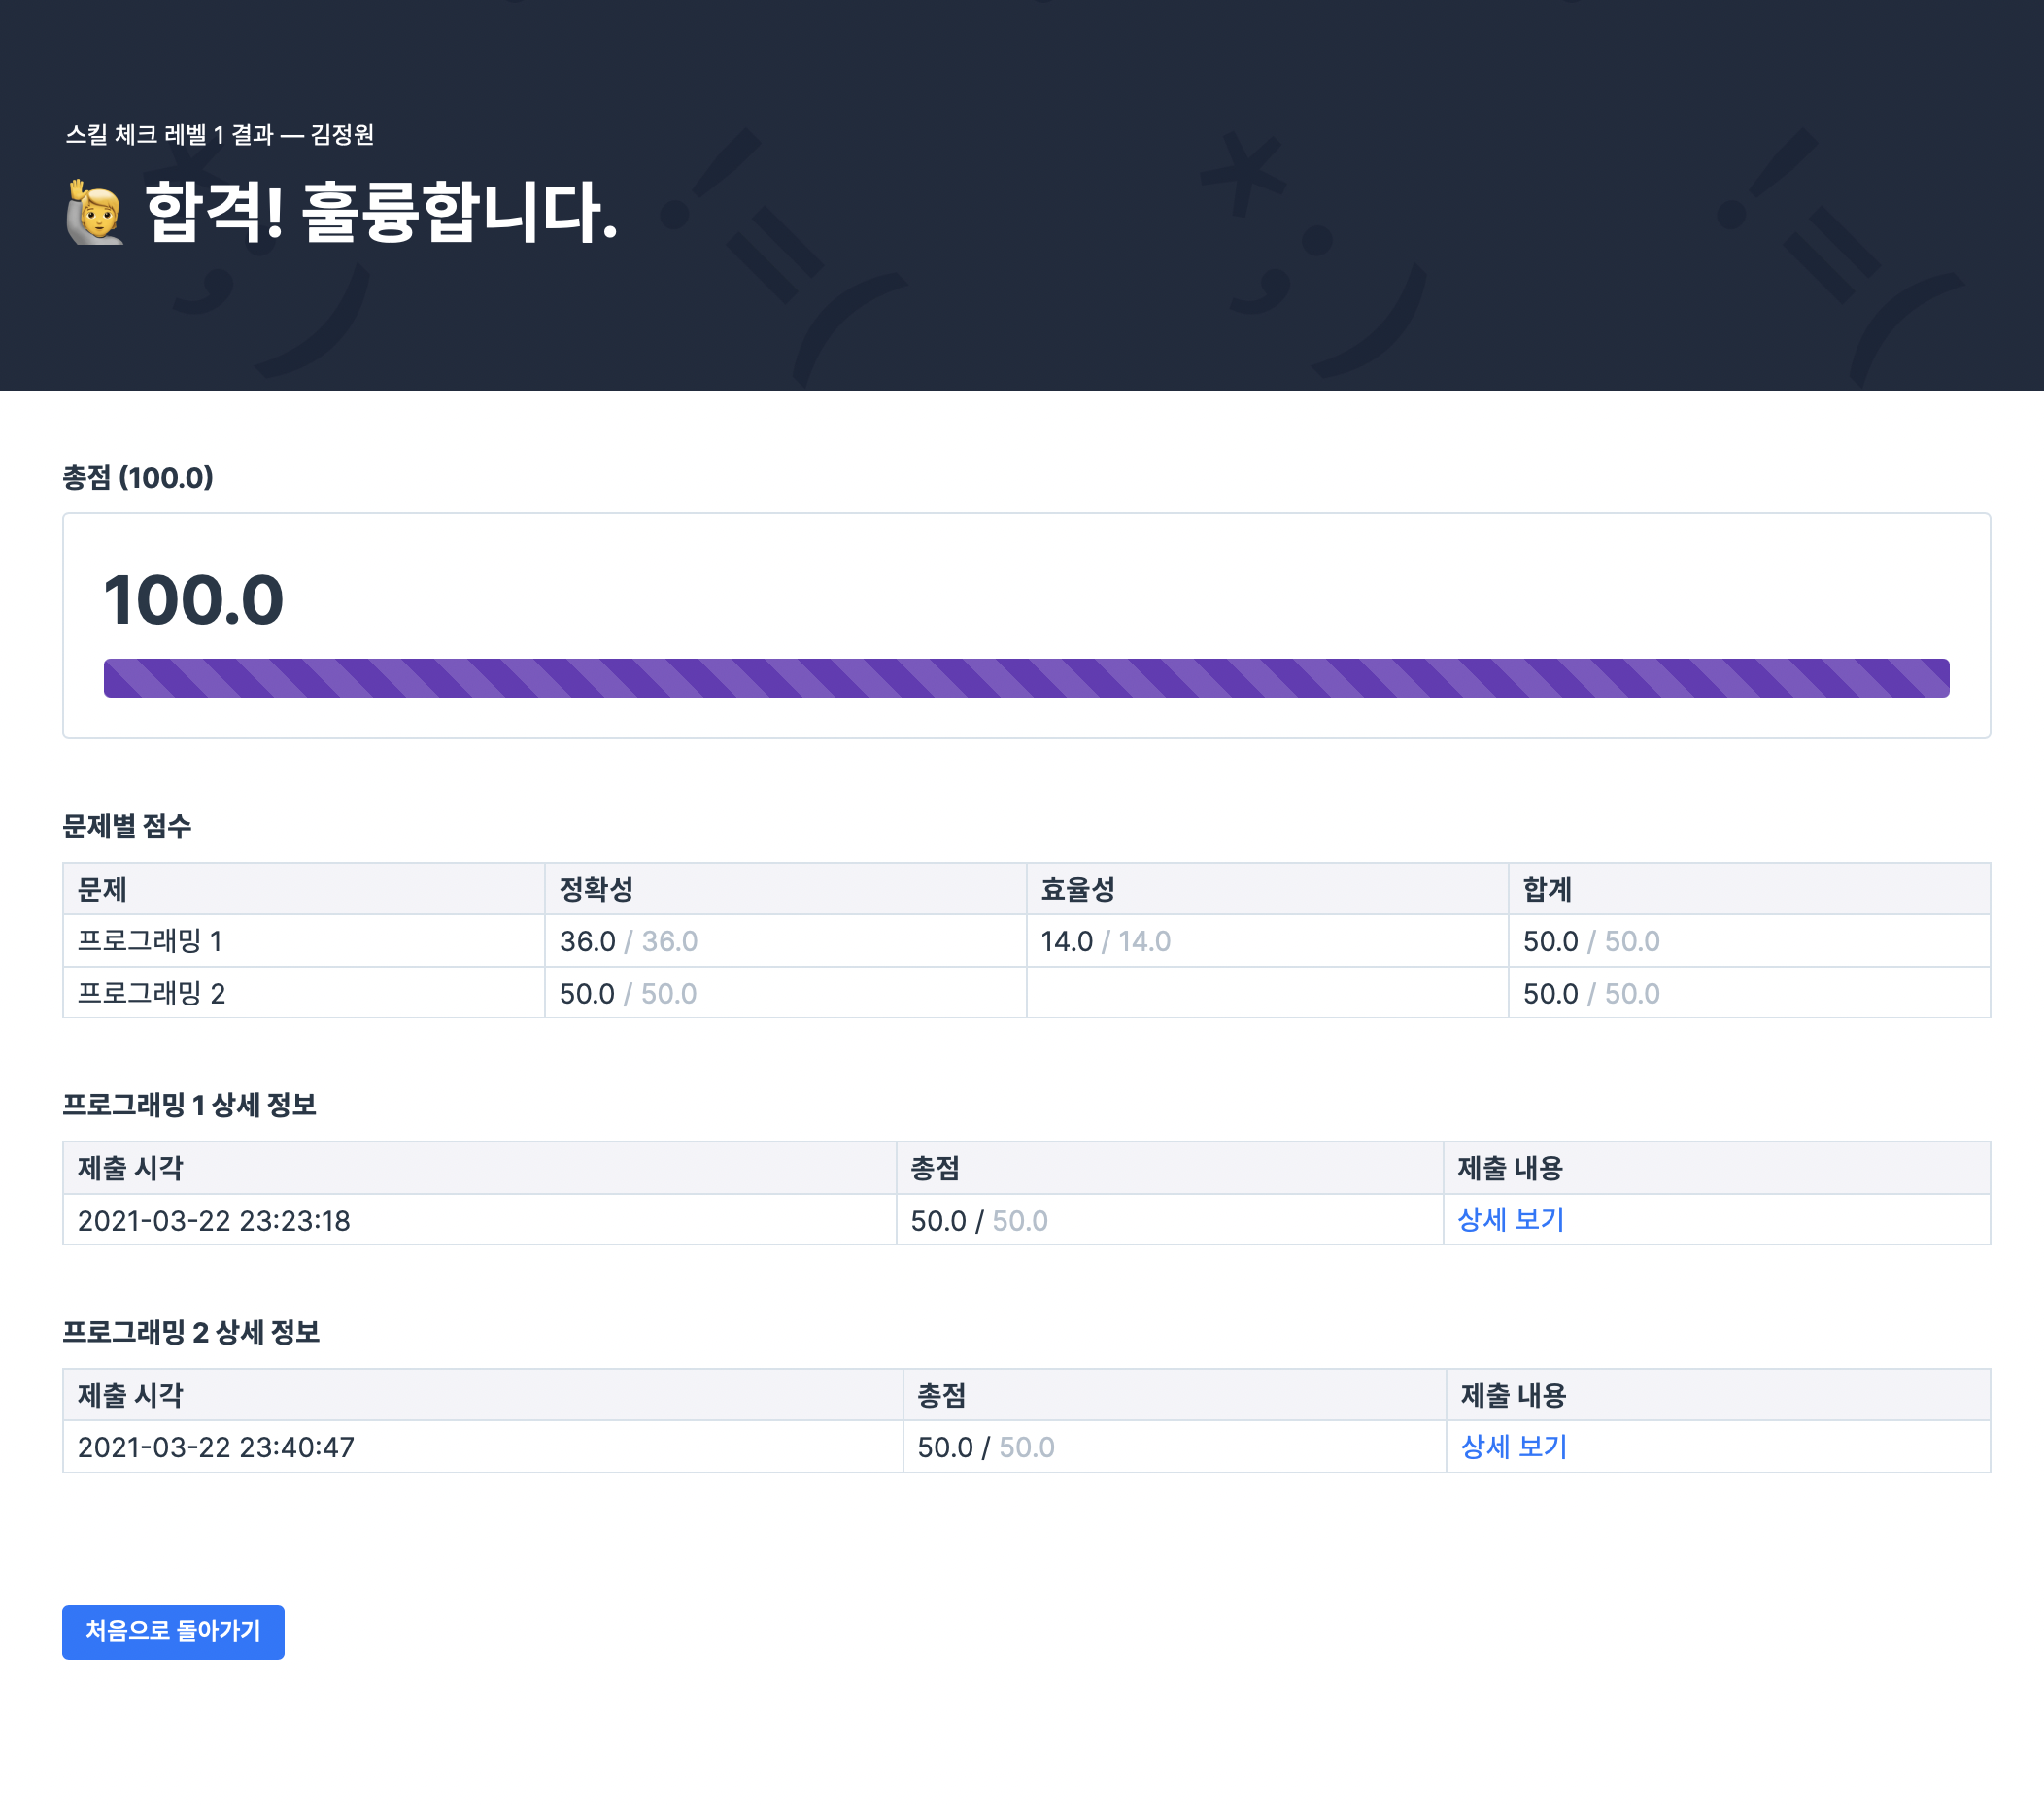 스킬 체크 레벨 1 결과 — 김정원
🙋 합격! 훌륭합니다.
총점 (100.0)
100.0
문제별 점수
문제 정확성 효율성 합계
프로그래밍 1 36.0 / 36.0 14.0 / 14.0 50.0 / 50.0
프로그래밍 2 50.0 / 50.0 50.0 / 50.0
프로그래밍 1 상세 정보
제출 시각 총점 제출 내용
2021-03-22 23:23:18 50.0 / 50.0 상세 보기
프로그래밍 2 상세 정보
제출 시각 총점 제출 내용
2021-03-22 23:40:47 50.0 / 50.0 상세 보기
처음으로 돌아가기